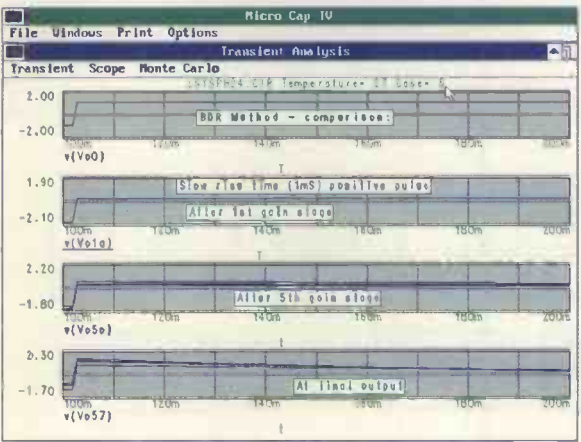 Micro Cap IV
File Windows Print Options
Transient Analysis
Transient Scope Monte Carlo
Temperature= 27 Case=
2.00
BDR Method - comparison:
-2.00
100m 120m 140m 160m 180m 200m
v(Vo0)
T
1.90
Slow rise time (1mS) positive pulse
After 1st gain stage
-2.10
100m 120m 140m 160m 180m 200m
v(Vo1a)
T
2.20
After 5th gain stage
-1.80
100m 120m 140m 160m 180m 200m
v(Vo5o)
t
2.30
At final output
-1.70
100m 120m 140m 160m 180m 200m
v(Vo57)
t